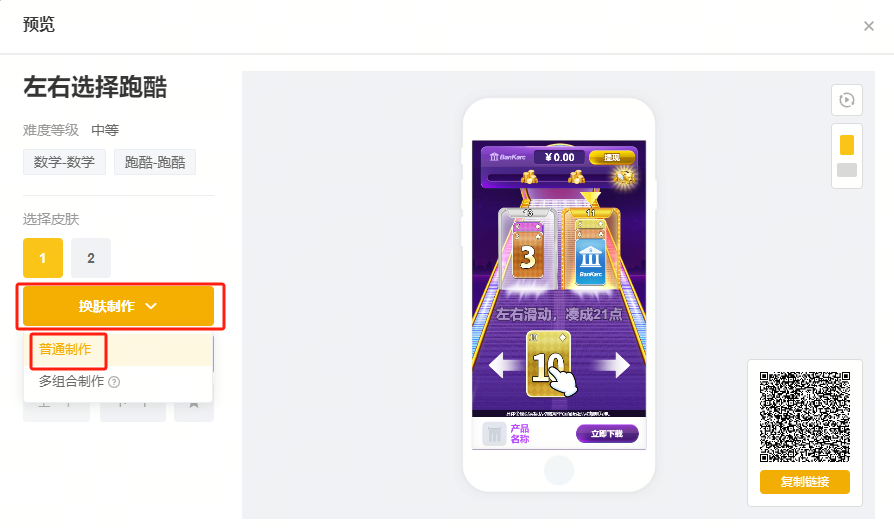 预览
左右选择跑酷
难度等级 中等
数学-数学 跑酷-跑酷
选择皮肤
1 2
换肤制作
普通制作
多组合制作
BanKarc ¥0.00 提现
11
3
BanKarc
左右滑动，凑成21点
10
产品
名称
立即下载
复制链接